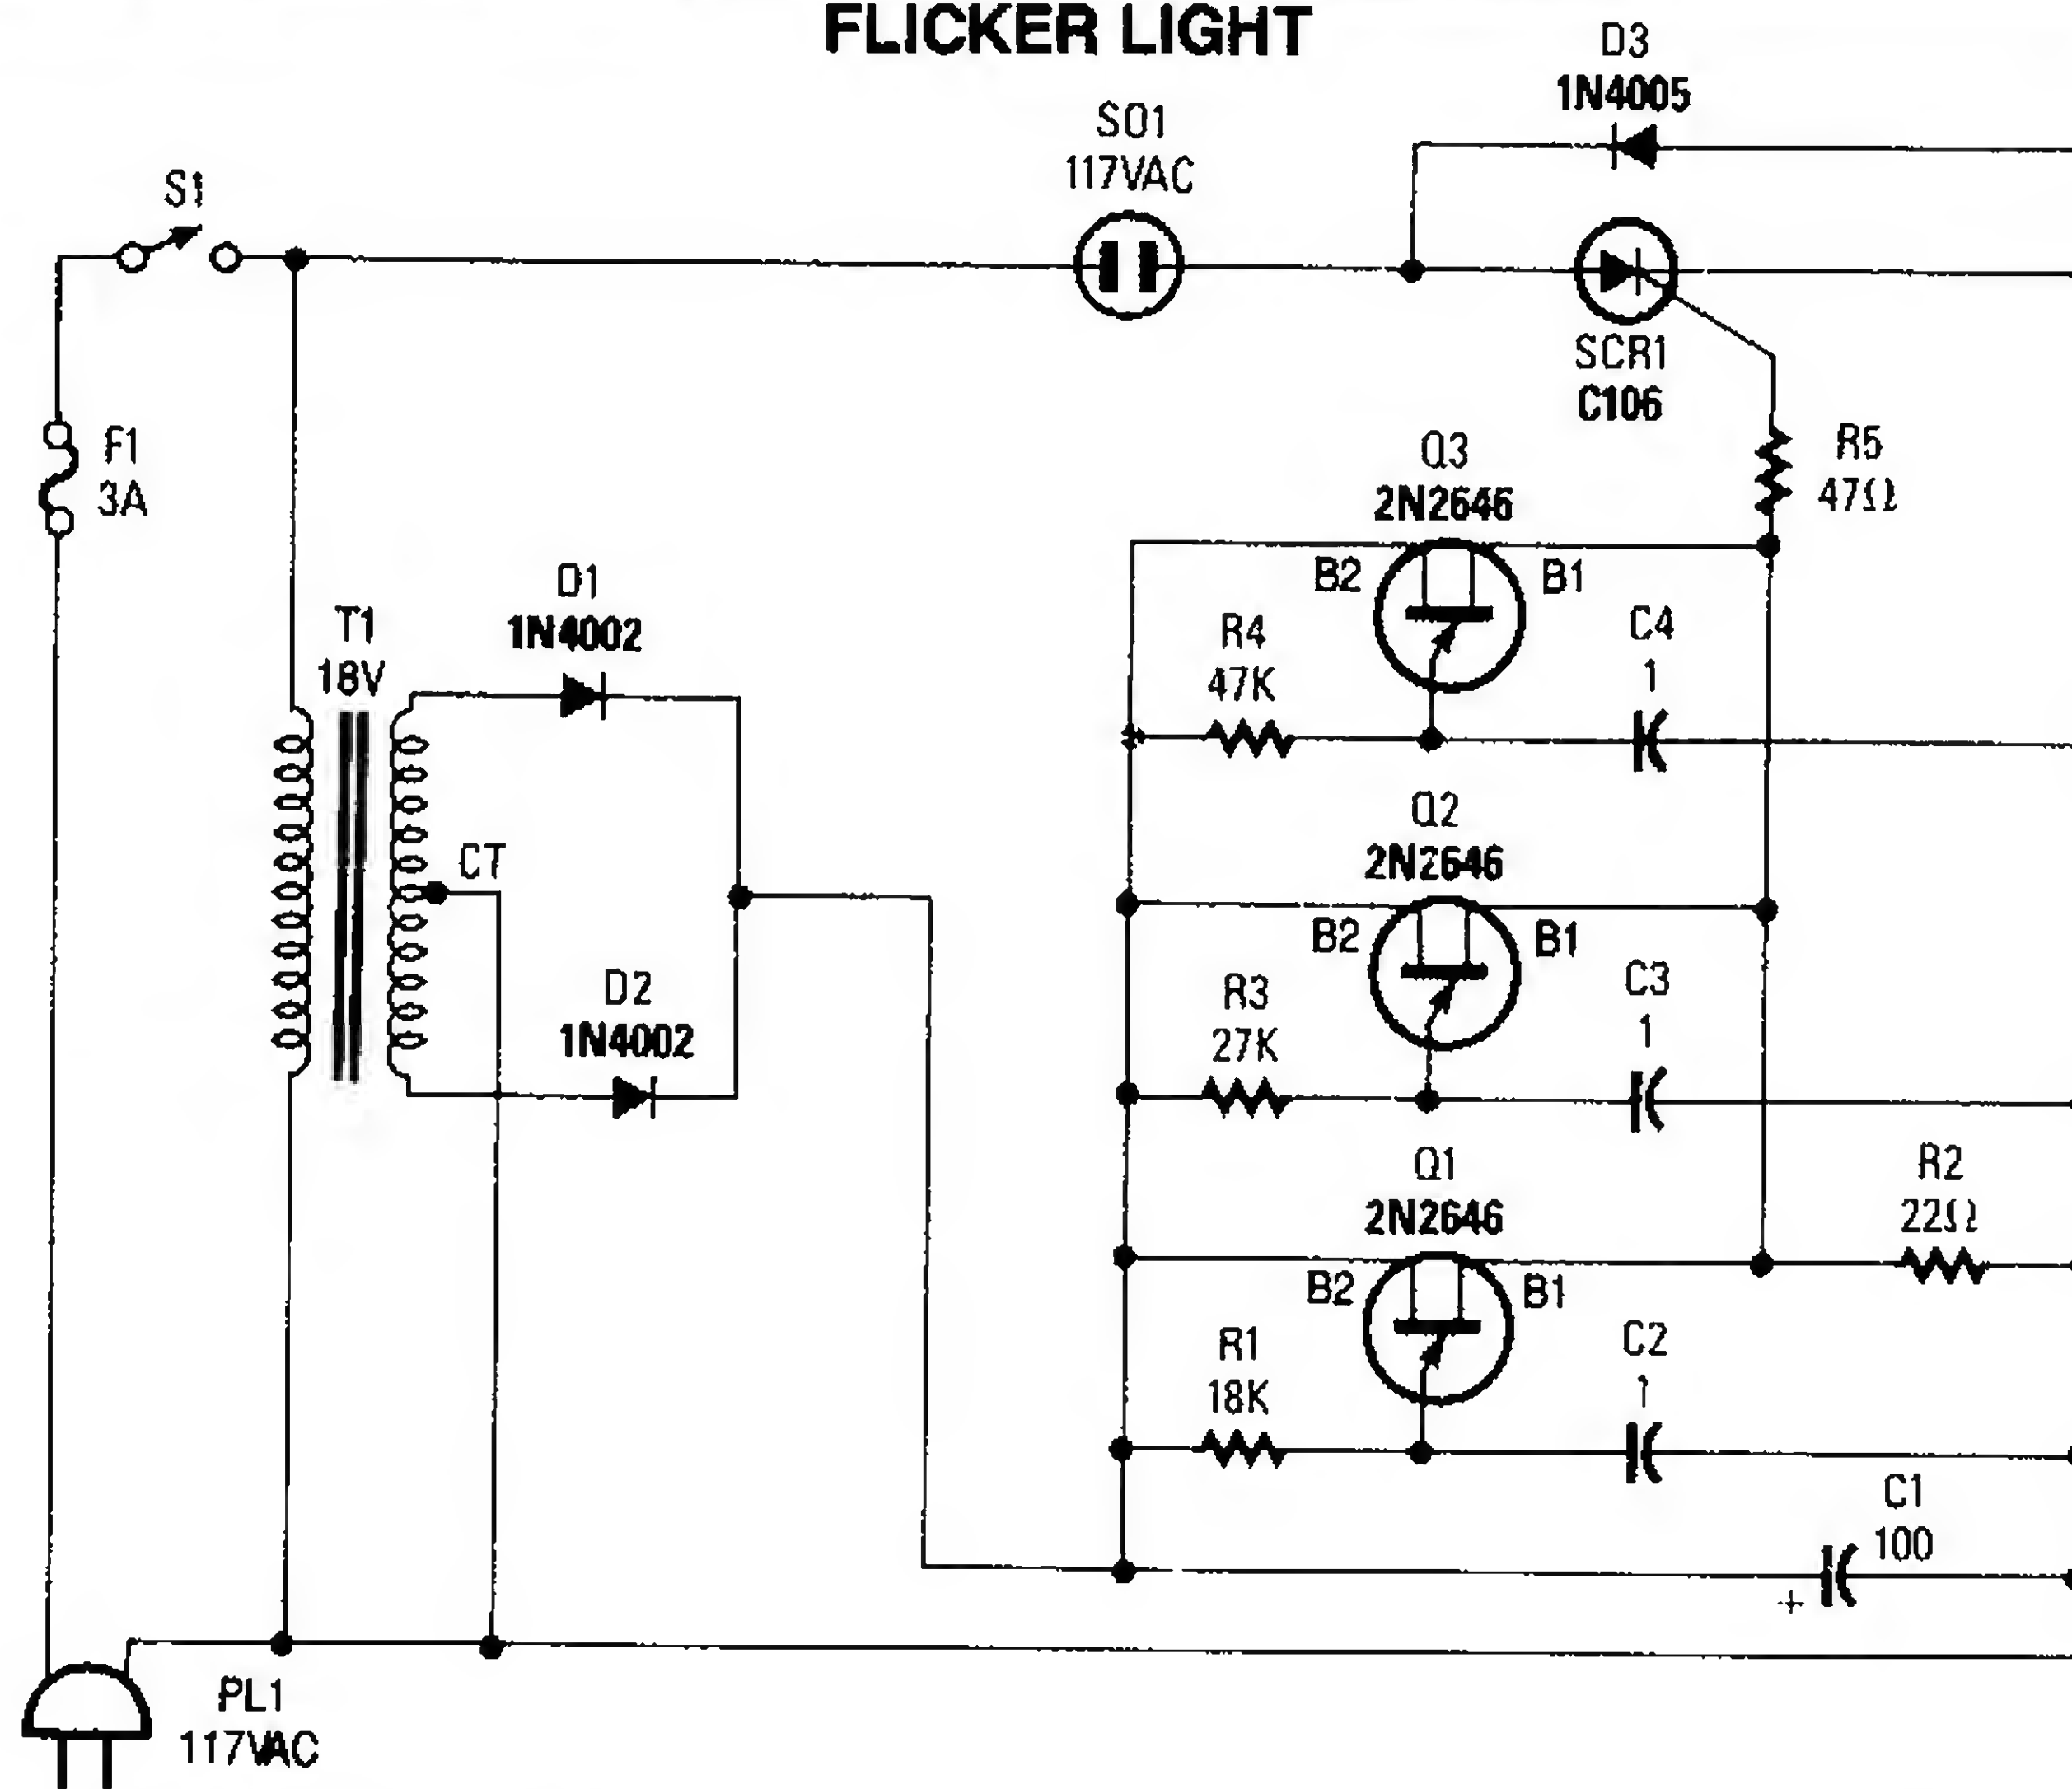 FLICKER LIGHT
D3
1N4005
SO1
117VAC
S1
SCR1
C106
F1
3A
R5
47Ω
Q3
2N2646
B2
B1
D1
1N4002
T1
18V
R4
47K
C4
1
Q2
2N2646
CT
B2
B1
D2
1N4002
R3
27K
C3
1
Q1
2N2646
R2
22Ω
B2
B1
R1
18K
C2
1
C1
100
+
PL1
117VAC